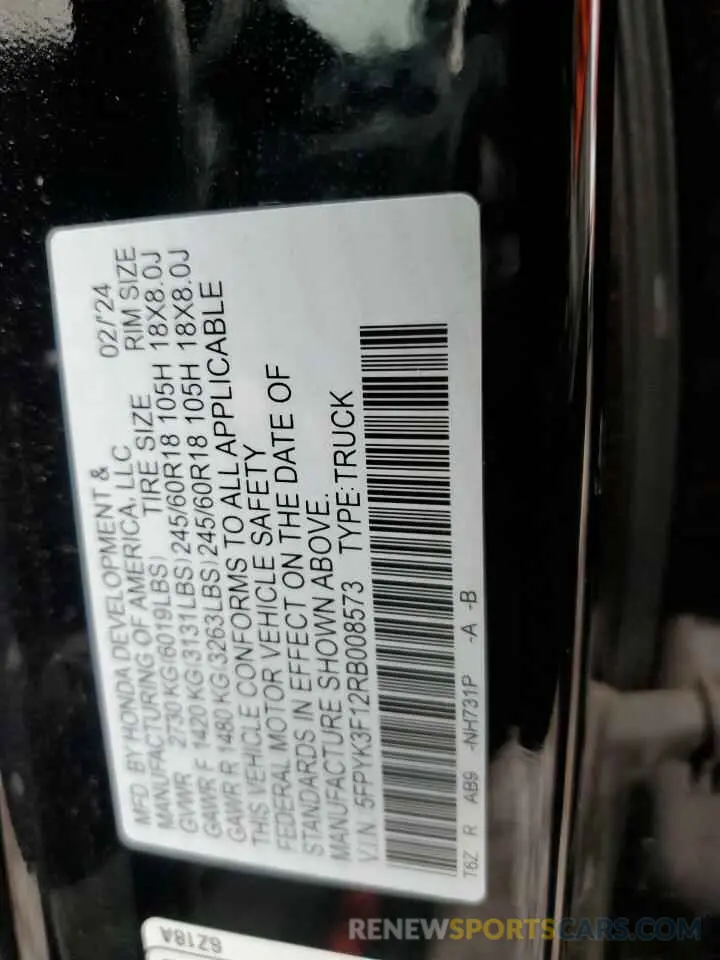 MFD BY HONDA DEVELOPMENT & 02/'24
MANUFACTURING OF AMERICA, LLC
GVWR 2730 KG(6019LBS) TIRE SIZE RIM SIZE
GAWR F 1420 KG(3131LBS) 245/60R18 105H 18X8.0J
GAWR R 1480 KG(3263LBS) 245/60R18 105H 18X8.0J
THIS VEHICLE CONFORMS TO ALL APPLICABLE
FEDERAL MOTOR VEHICLE SAFETY
STANDARDS IN EFFECT ON THE DATE OF
MANUFACTURE SHOWN ABOVE.
VIN 5FPYK3F12RB008573 TYPE:TRUCK
T6Z R AB9 -NH731P -A -B
6Z18A
RENEWSPORTSCARS.COM